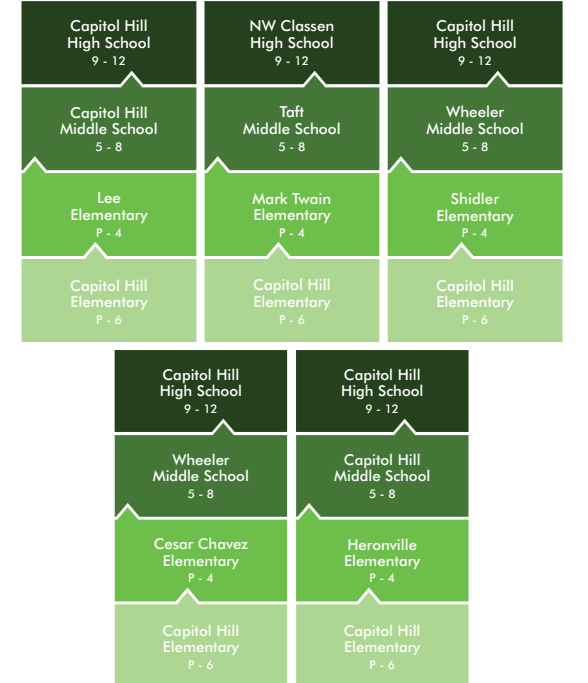 Capitol Hill
High School
9 - 12
Capitol Hill
Middle School
5 - 8
Lee
Elementary
P - 4
Capitol Hill
Elementary
P - 6
NW Classen
High School
9 - 12
Taft
Middle School
5 - 8
Mark Twain
Elementary
P - 4
Capitol Hill
Elementary
P - 6
Capitol Hill
High School
9 - 12
Wheeler
Middle School
5 - 8
Shidler
Elementary
P - 4
Capitol Hill
Elementary
P - 6
Capitol Hill
High School
9 - 12
Wheeler
Middle School
5 - 8
Cesar Chavez
Elementary
P - 4
Capitol Hill
Elementary
P - 6
Capitol Hill
High School
9 - 12
Capitol Hill
Middle School
5 - 8
Heronville
Elementary
P - 4
Capitol Hill
Elementary
P - 6